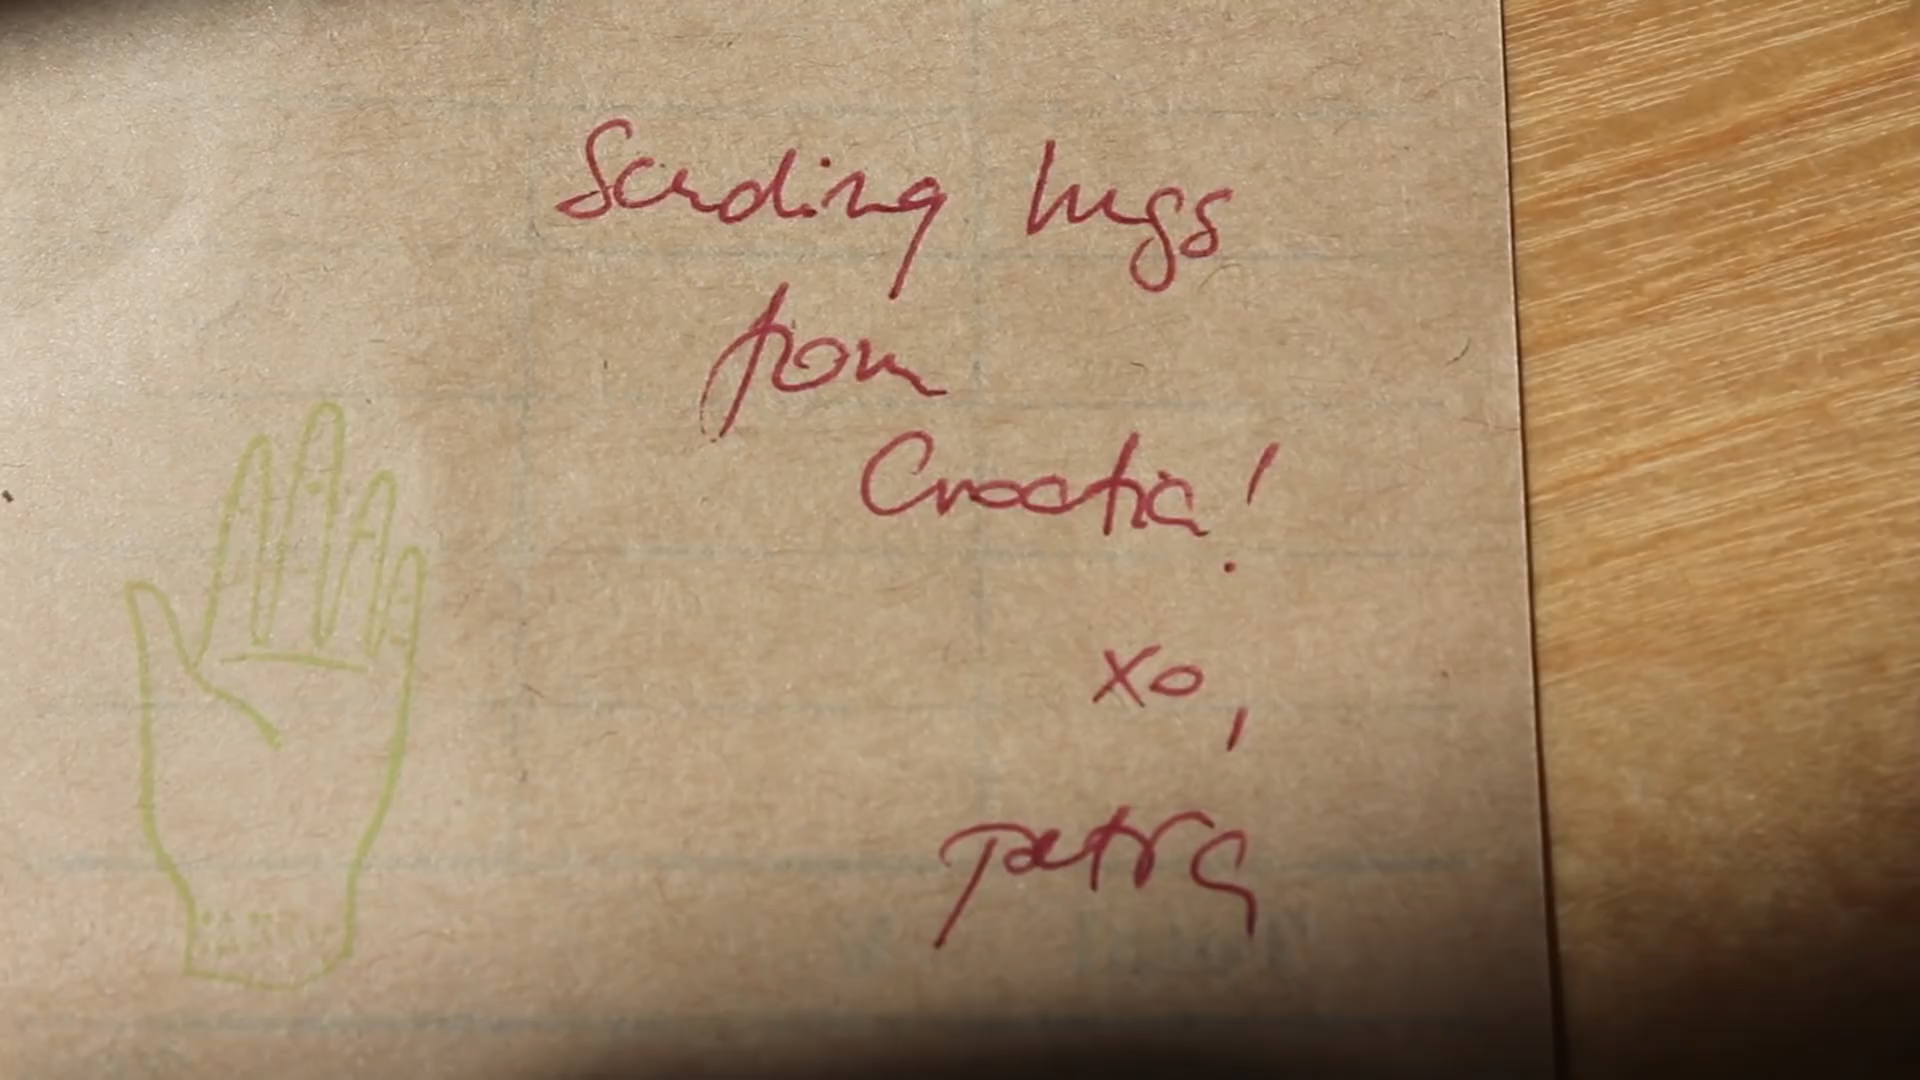 Sending hugs
from
Croatia!
xo,
petra